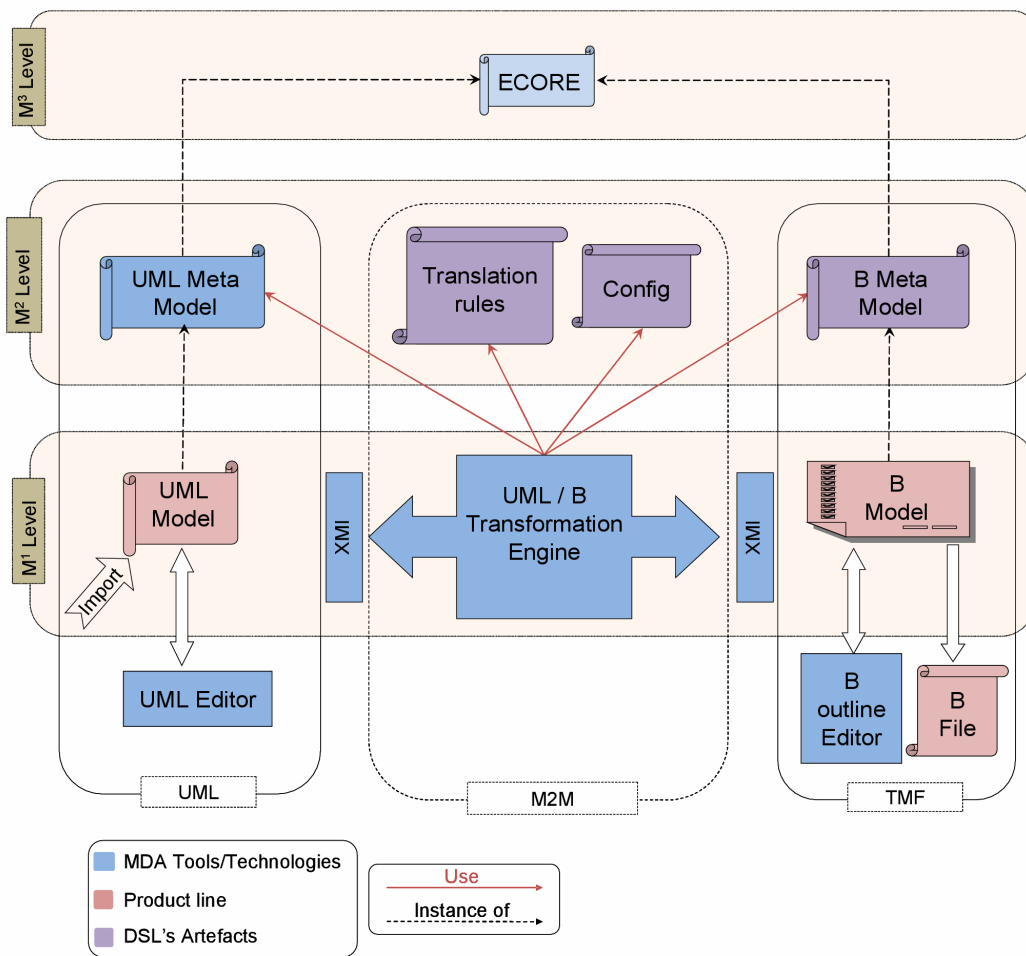 M³ Level
ECORE
M² Level
UML Meta
Model
Translation
rules
Config
B Meta
Model
M¹ Level
UML
Model
Import
XMI
UML / B
Transformation
Engine
XMI
B
Model
UML Editor
B
outline
Editor
B
File
UML
M2M
TMF
MDA Tools/Technologies
Product line
DSL's Artefacts
Use
Instance of